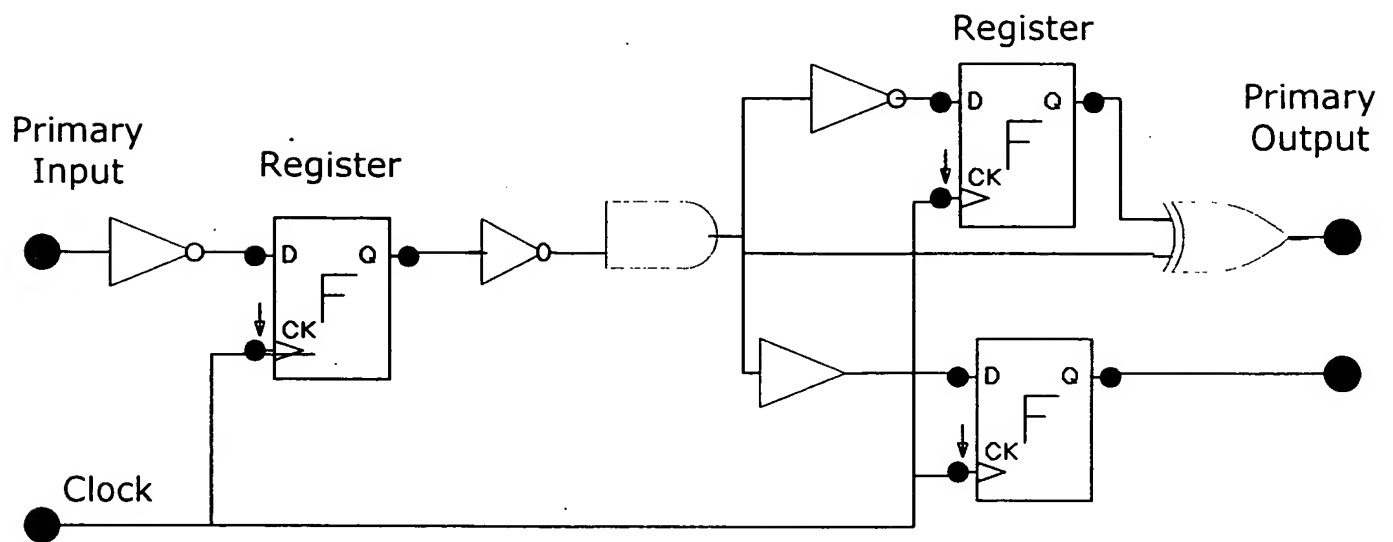 Register
Primary
Output
Primary
Input
Register
D Q
CK
F
D Q
CK
F
D Q
CK
F
Clock